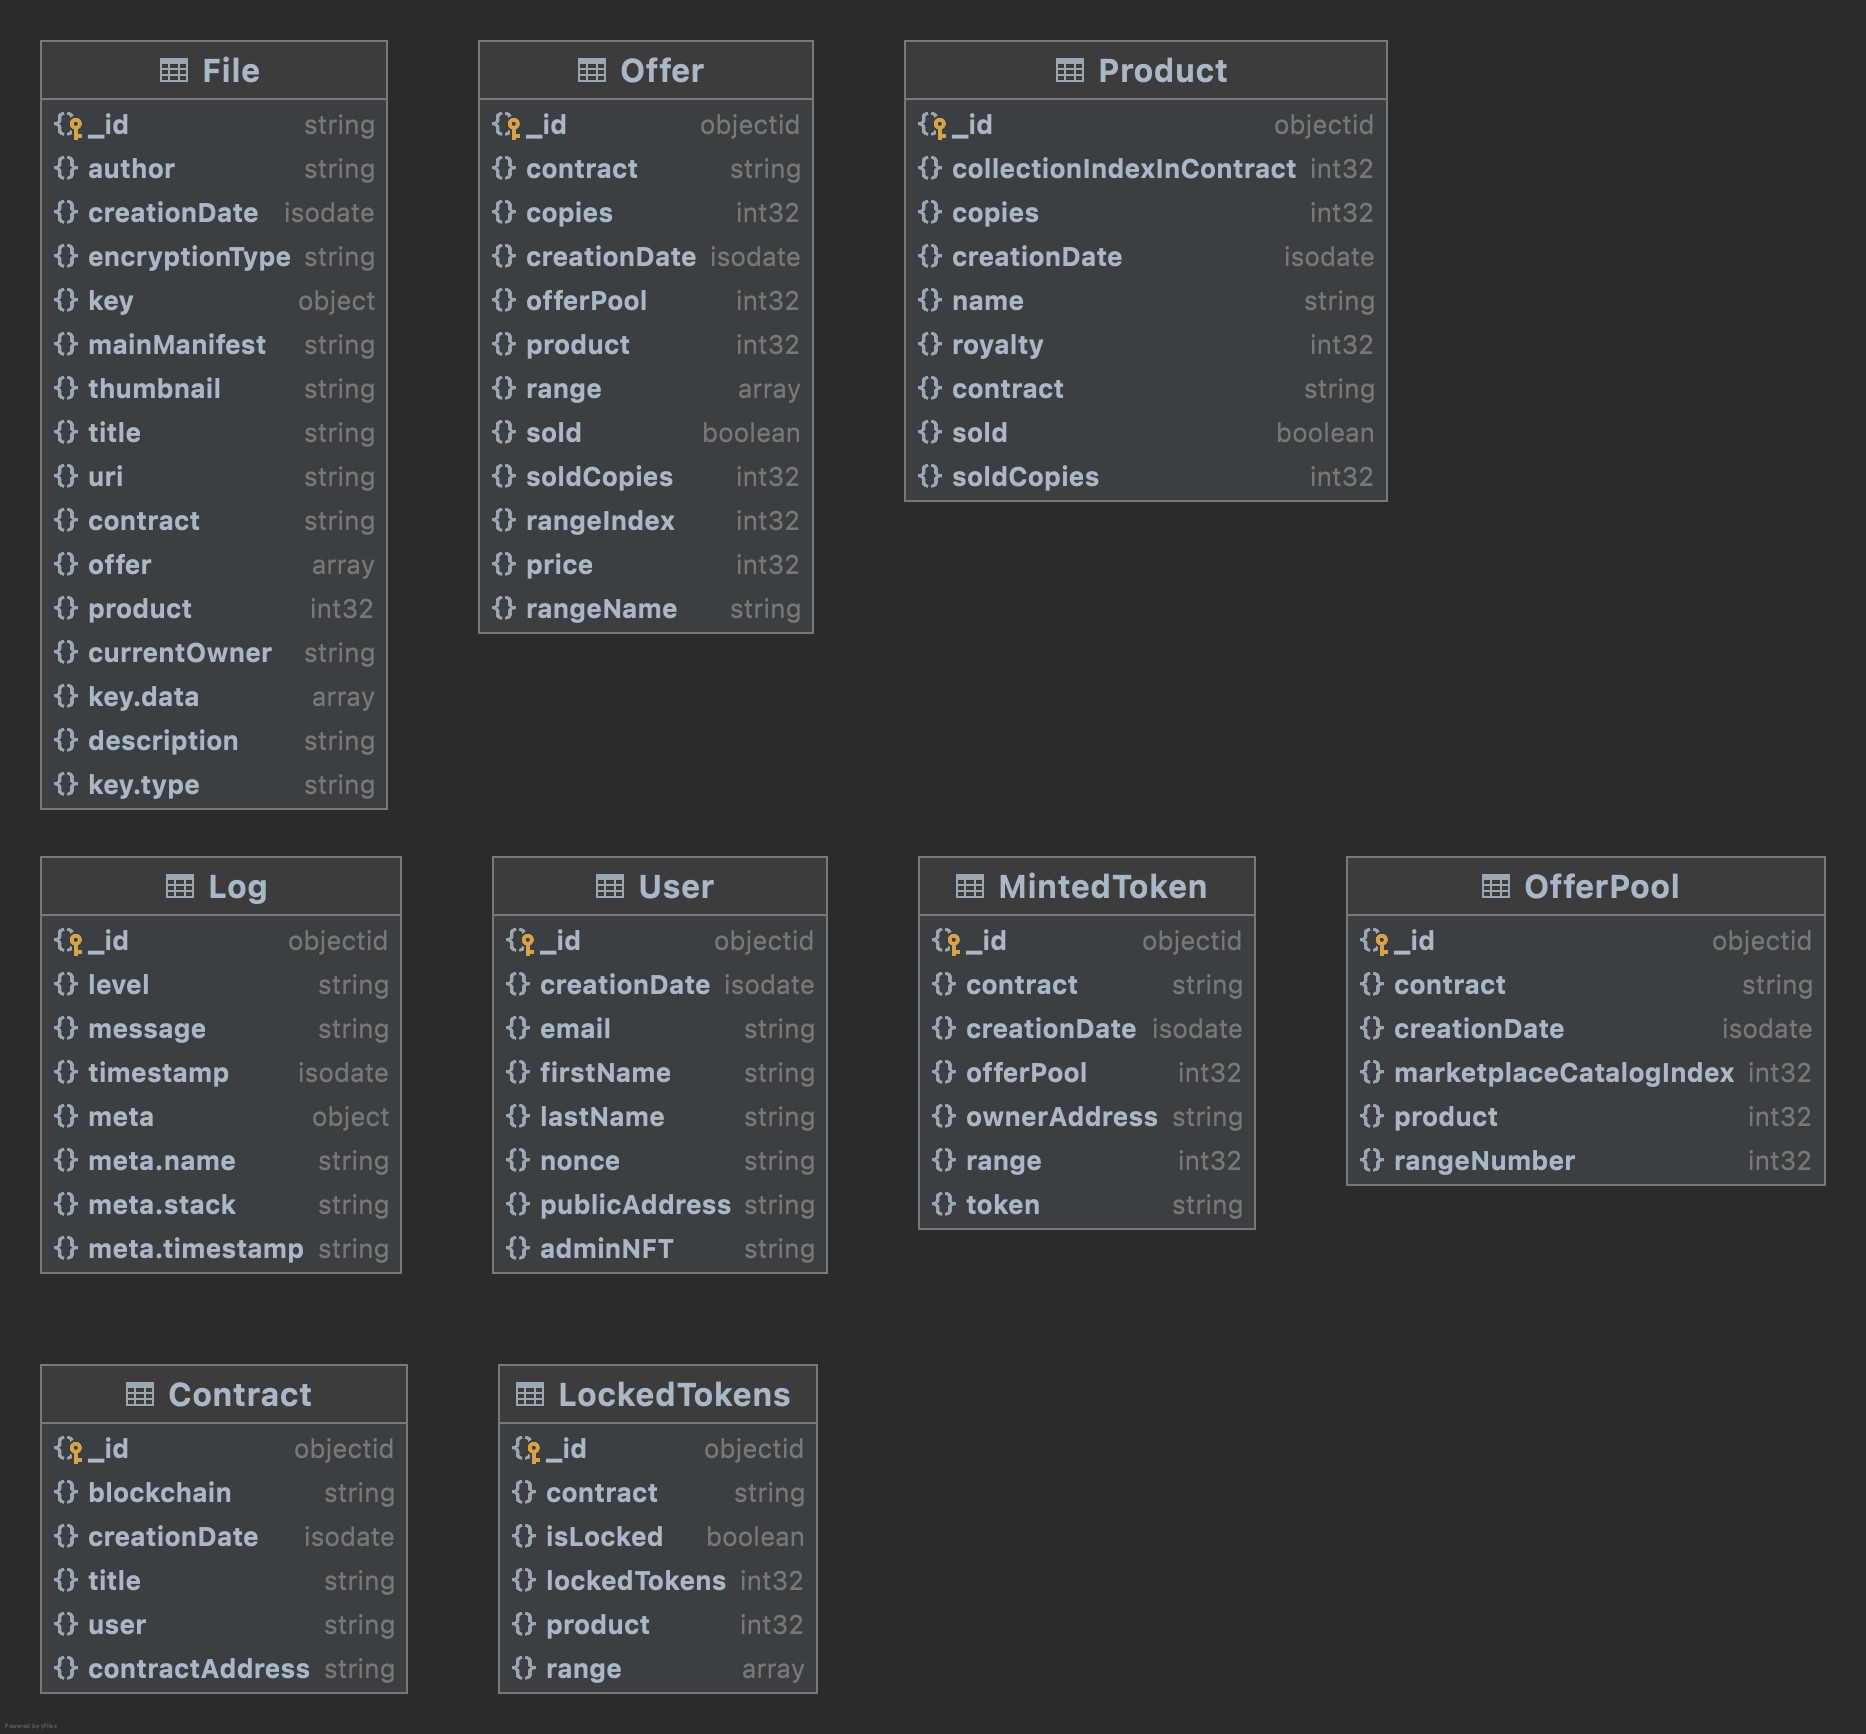 File
_id string
author string
creationDate isodate
encryptionType string
key object
mainManifest string
thumbnail string
title string
uri string
contract string
offer array
product int32
currentOwner string
key.data array
description string
key.type string
Offer
_id objectid
contract string
copies int32
creationDate isodate
offerPool int32
product int32
range array
sold boolean
soldCopies int32
rangeIndex int32
price int32
rangeName string
Product
_id objectid
collectionIndexInContract int32
copies int32
creationDate isodate
name string
royalty int32
contract string
sold boolean
soldCopies int32
Log
_id objectid
level string
message string
timestamp isodate
meta object
meta.name string
meta.stack string
meta.timestamp string
User
_id objectid
creationDate isodate
email string
firstName string
lastName string
nonce string
publicAddress string
adminNFT string
MintedToken
_id objectid
contract string
creationDate isodate
offerPool int32
ownerAddress string
range int32
token string
OfferPool
_id objectid
contract string
creationDate isodate
marketplaceCatalogIndex int32
product int32
rangeNumber int32
Contract
_id objectid
blockchain string
creationDate isodate
title string
user string
contractAddress string
LockedTokens
_id objectid
contract string
isLocked boolean
lockedTokens int32
product int32
range array
Powered by yFiles